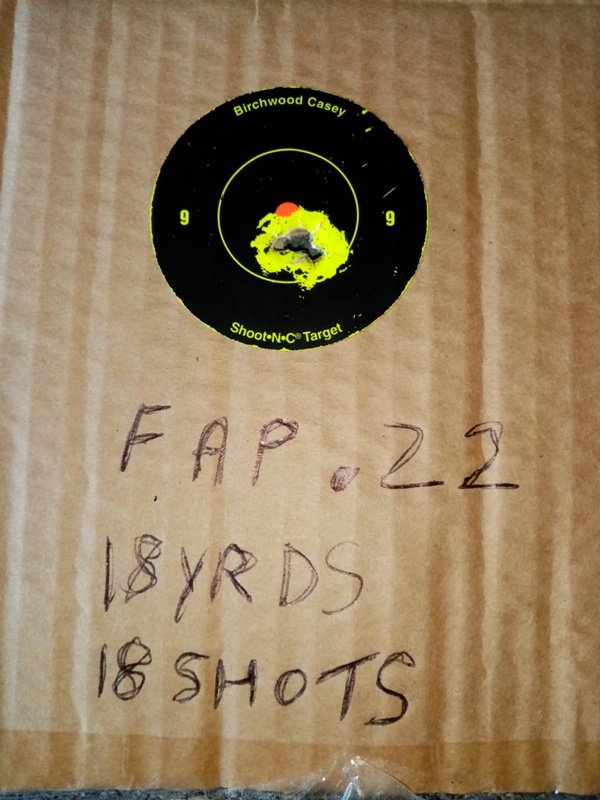 Birchwood Casey
9 9
Shoot•N•C® Target
FAP .22
18 YRDS
18 SHOTS